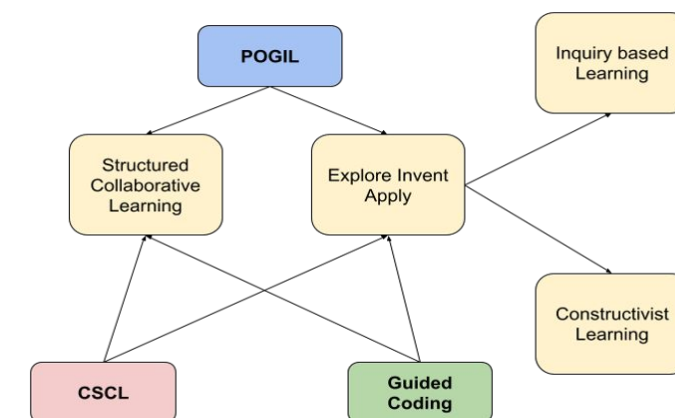 POGIL
Inquiry based
Learning
Structured
Collaborative
Learning
Explore Invent
Apply
Constructivist
Learning
CSCL
Guided
Coding